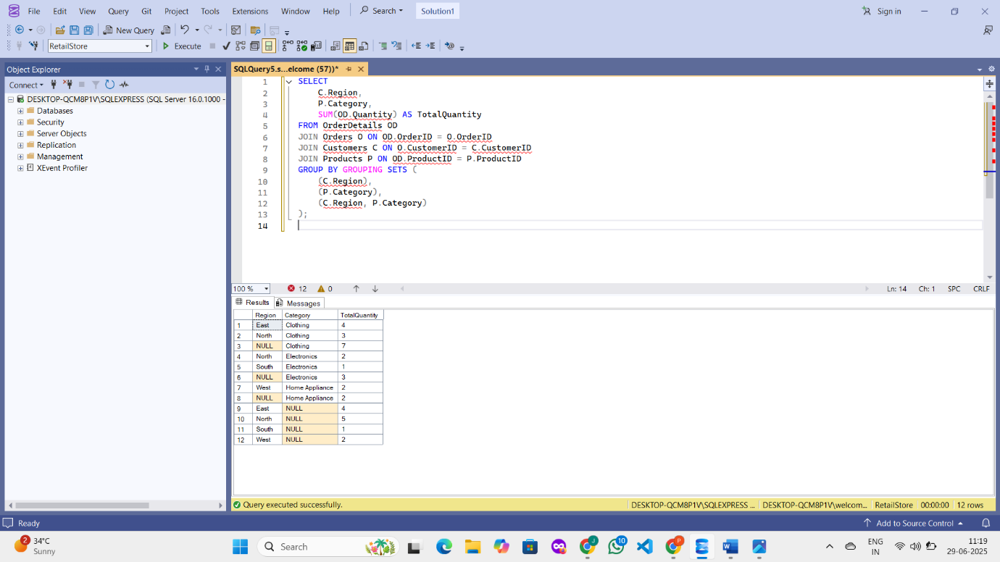 File Edit View Query Git Project Tools Extensions Window Help Search Solution1 Sign in
New Query
RetailStore Execute
Object Explorer
Connect
DESKTOP-QCM8P1V\SQLEXPRESS (SQL Server 16.0.1000 -
Databases
Security
Server Objects
Replication
Management
XEvent Profiler
SQLQuery5.s...elcome (57))*
1 SELECT
2 C.Region,
3 P.Category,
4 SUM(OD.Quantity) AS TotalQuantity
5 FROM OrderDetails OD
6 JOIN Orders O ON OD.OrderID = O.OrderID
7 JOIN Customers C ON O.CustomerID = C.CustomerID
8 JOIN Products P ON OD.ProductID = P.ProductID
9 GROUP BY GROUPING SETS (
10 (C.Region),
11 (P.Category),
12 (C.Region, P.Category)
13 );
14
100 % 12 0 Ln: 14 Ch: 1 SPC CRLF
Results Messages
Region Category TotalQuantity
1 East Clothing 4
2 North Clothing 3
3 NULL Clothing 7
4 North Electronics 2
5 South Electronics 1
6 NULL Electronics 3
7 West Home Appliance 2
8 NULL Home Appliance 2
9 East NULL 4
10 North NULL 5
11 South NULL 1
12 West NULL 2
Query executed successfully. DESKTOP-QCM8P1V\SQLEXPRESS ... DESKTOP-QCM8P1V\welcom... RetailStore 00:00:00 12 rows
Ready Add to Source Control
2 34°C
Sunny
Search
J 10 P
ENG
IN
11:19
29-06-2025